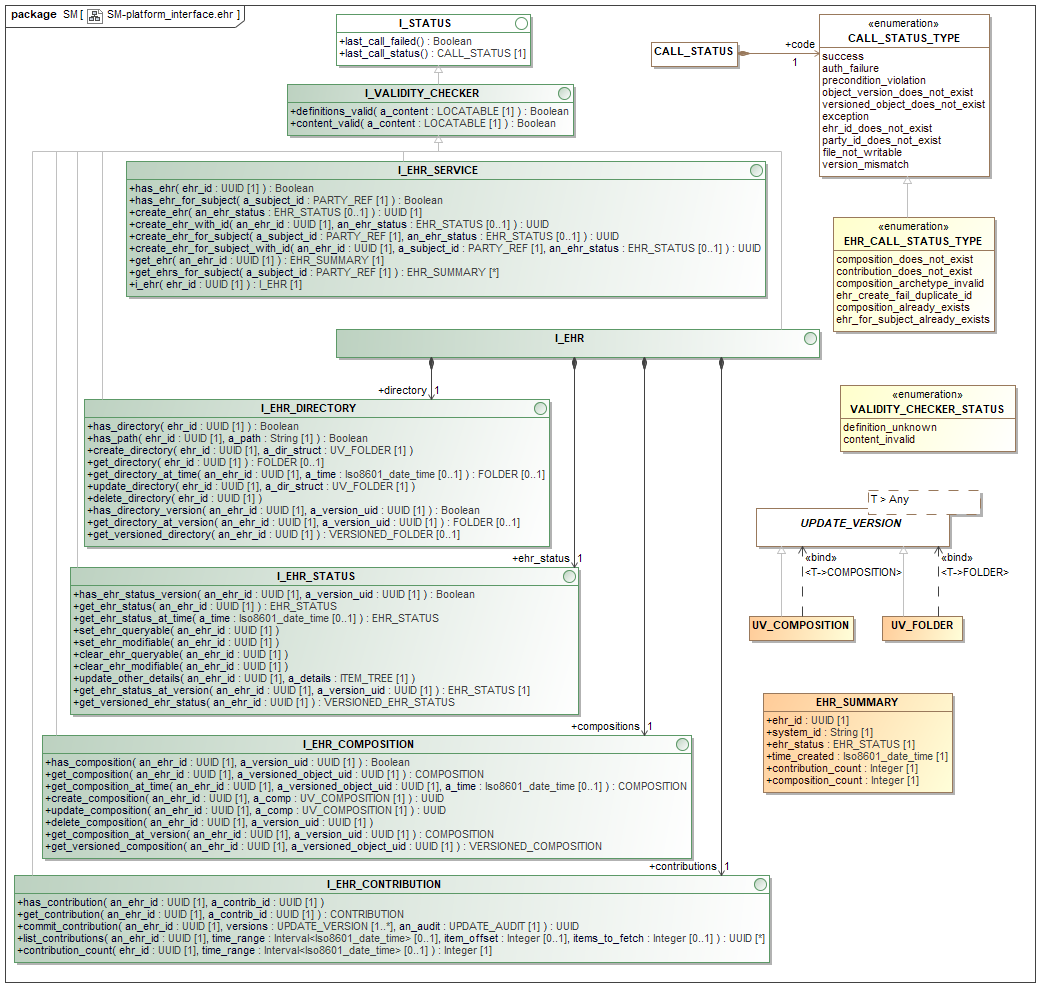 package SM [ SM-platform_interface.ehr ]
I_STATUS
+last_call_failed() : Boolean
+last_call_status() : CALL_STATUS [1]
I_VALIDITY_CHECKER
+definitions_valid( a_content : LOCATABLE [1] ) : Boolean
+content_valid( a_content : LOCATABLE [1] ) : Boolean
CALL_STATUS
+code
1
«enumeration»
CALL_STATUS_TYPE
success
auth_failure
precondition_violation
object_version_does_not_exist
versioned_object_does_not_exist
exception
ehr_id_does_not_exist
party_id_does_not_exist
file_not_writable
version_mismatch
I_EHR_SERVICE
+has_ehr( ehr_id : UUID [1] ) : Boolean
+has_ehr_for_subject( a_subject_id : PARTY_REF [1] ) : Boolean
+create_ehr( an_ehr_status : EHR_STATUS [0..1] ) : UUID [1]
+create_ehr_with_id( an_ehr_id : UUID [1], an_ehr_status : EHR_STATUS [0..1] ) : UUID
+create_ehr_for_subject( a_subject_id : PARTY_REF [1], an_ehr_status : EHR_STATUS [0..1] ) : UUID
+create_ehr_for_subject_with_id( an_ehr_id : UUID [1], a_subject_id : PARTY_REF [1], an_ehr_status : EHR_STATUS [0..1] ) : UUID
+get_ehr( an_ehr_id : UUID [1] ) : EHR_SUMMARY [1]
+get_ehrs_for_subject( a_subject_id : PARTY_REF [1] ) : EHR_SUMMARY [*]
+i_ehr( ehr_id : UUID [1] ) : I_EHR [1]
«enumeration»
EHR_CALL_STATUS_TYPE
composition_does_not_exist
contribution_does_not_exist
composition_archetype_invalid
ehr_create_fail_duplicate_id
composition_already_exists
ehr_for_subject_already_exists
I_EHR
+directory 1
I_EHR_DIRECTORY
+has_directory( ehr_id : UUID [1] ) : Boolean
+has_path( ehr_id : UUID [1], a_path : String [1] ) : Boolean
+create_directory( ehr_id : UUID [1], a_dir_struct : UV_FOLDER [1] )
+get_directory( ehr_id : UUID [1] ) : FOLDER [0..1]
+get_directory_at_time( an_ehr_id : UUID [1], a_time : Iso8601_date_time [0..1] ) : FOLDER [0..1]
+update_directory( ehr_id : UUID [1], a_dir_struct : UV_FOLDER [1] )
+delete_directory( ehr_id : UUID [1] )
+has_directory_version( an_ehr_id : UUID [1], a_version_uid : UUID [1] ) : Boolean
+get_directory_at_version( an_ehr_id : UUID [1], a_version_uid : UUID [1] ) : FOLDER [0..1]
+get_versioned_directory( an_ehr_id : UUID [1] ) : VERSIONED_FOLDER [0..1]
«enumeration»
VALIDITY_CHECKER_STATUS
definition_unknown
content_invalid
T > Any
UPDATE_VERSION
«bind»
<T->COMPOSITION>
«bind»
<T->FOLDER>
UV_COMPOSITION
UV_FOLDER
+ehr_status 1
I_EHR_STATUS
+has_ehr_status_version( an_ehr_id : UUID [1], a_version_uid : UUID [1] ) : Boolean
+get_ehr_status( an_ehr_id : UUID [1] ) : EHR_STATUS
+get_ehr_status_at_time( a_time : Iso8601_date_time [0..1] ) : EHR_STATUS
+set_ehr_queryable( an_ehr_id : UUID [1] )
+set_ehr_modifiable( an_ehr_id : UUID [1] )
+clear_ehr_queryable( an_ehr_id : UUID [1] )
+clear_ehr_modifiable( an_ehr_id : UUID [1] )
+update_other_details( an_ehr_id : UUID [1], a_details : ITEM_TREE [1] )
+get_ehr_status_at_version( an_ehr_id : UUID [1], a_version_uid : UUID [1] ) : EHR_STATUS [1]
+get_versioned_ehr_status( an_ehr_id : UUID [1] ) : VERSIONED_EHR_STATUS
EHR_SUMMARY
+ehr_id : UUID [1]
+system_id : String [1]
+ehr_status : EHR_STATUS [1]
+time_created : Iso8601_date_time [1]
+contribution_count : Integer [1]
+composition_count : Integer [1]
+compositions 1
I_EHR_COMPOSITION
+has_composition( an_ehr_id : UUID [1], a_version_uid : UUID [1] ) : Boolean
+get_composition( an_ehr_id : UUID [1], a_versioned_object_uid : UUID [1] ) : COMPOSITION
+get_composition_at_time( an_ehr_id : UUID [1], a_versioned_object_uid : UUID [1], a_time : Iso8601_date_time [0..1] ) : COMPOSITION
+create_composition( an_ehr_id : UUID [1], a_comp : UV_COMPOSITION [1] ) : UUID
+update_composition( an_ehr_id : UUID [1], a_comp : UV_COMPOSITION [1] ) : UUID
+delete_composition( an_ehr_id : UUID [1], a_version_uid : UUID [1] )
+get_composition_at_version( an_ehr_id : UUID [1], a_version_uid : UUID [1] ) : COMPOSITION
+get_versioned_composition( an_ehr_id : UUID [1], a_versioned_object_uid : UUID [1] ) : VERSIONED_COMPOSITION
+contributions 1
I_EHR_CONTRIBUTION
+has_contribution( an_ehr_id : UUID [1], a_contrib_id : UUID [1] )
+get_contribution( an_ehr_id : UUID [1], a_contrib_id : UUID [1] ) : CONTRIBUTION
+commit_contribution( an_ehr_id : UUID [1], versions : UPDATE_VERSION [1..*], an_audit : UPDATE_AUDIT [1] ) : UUID
+list_contributions( an_ehr_id : UUID [1], time_range : Interval<Iso8601_date_time> [0..1], item_offset : Integer [0..1], items_to_fetch : Integer [0..1] ) : UUID [*]
+contribution_count( ehr_id : UUID [1], time_range : Interval<Iso8601_date_time> [0..1] ) : Integer [1]